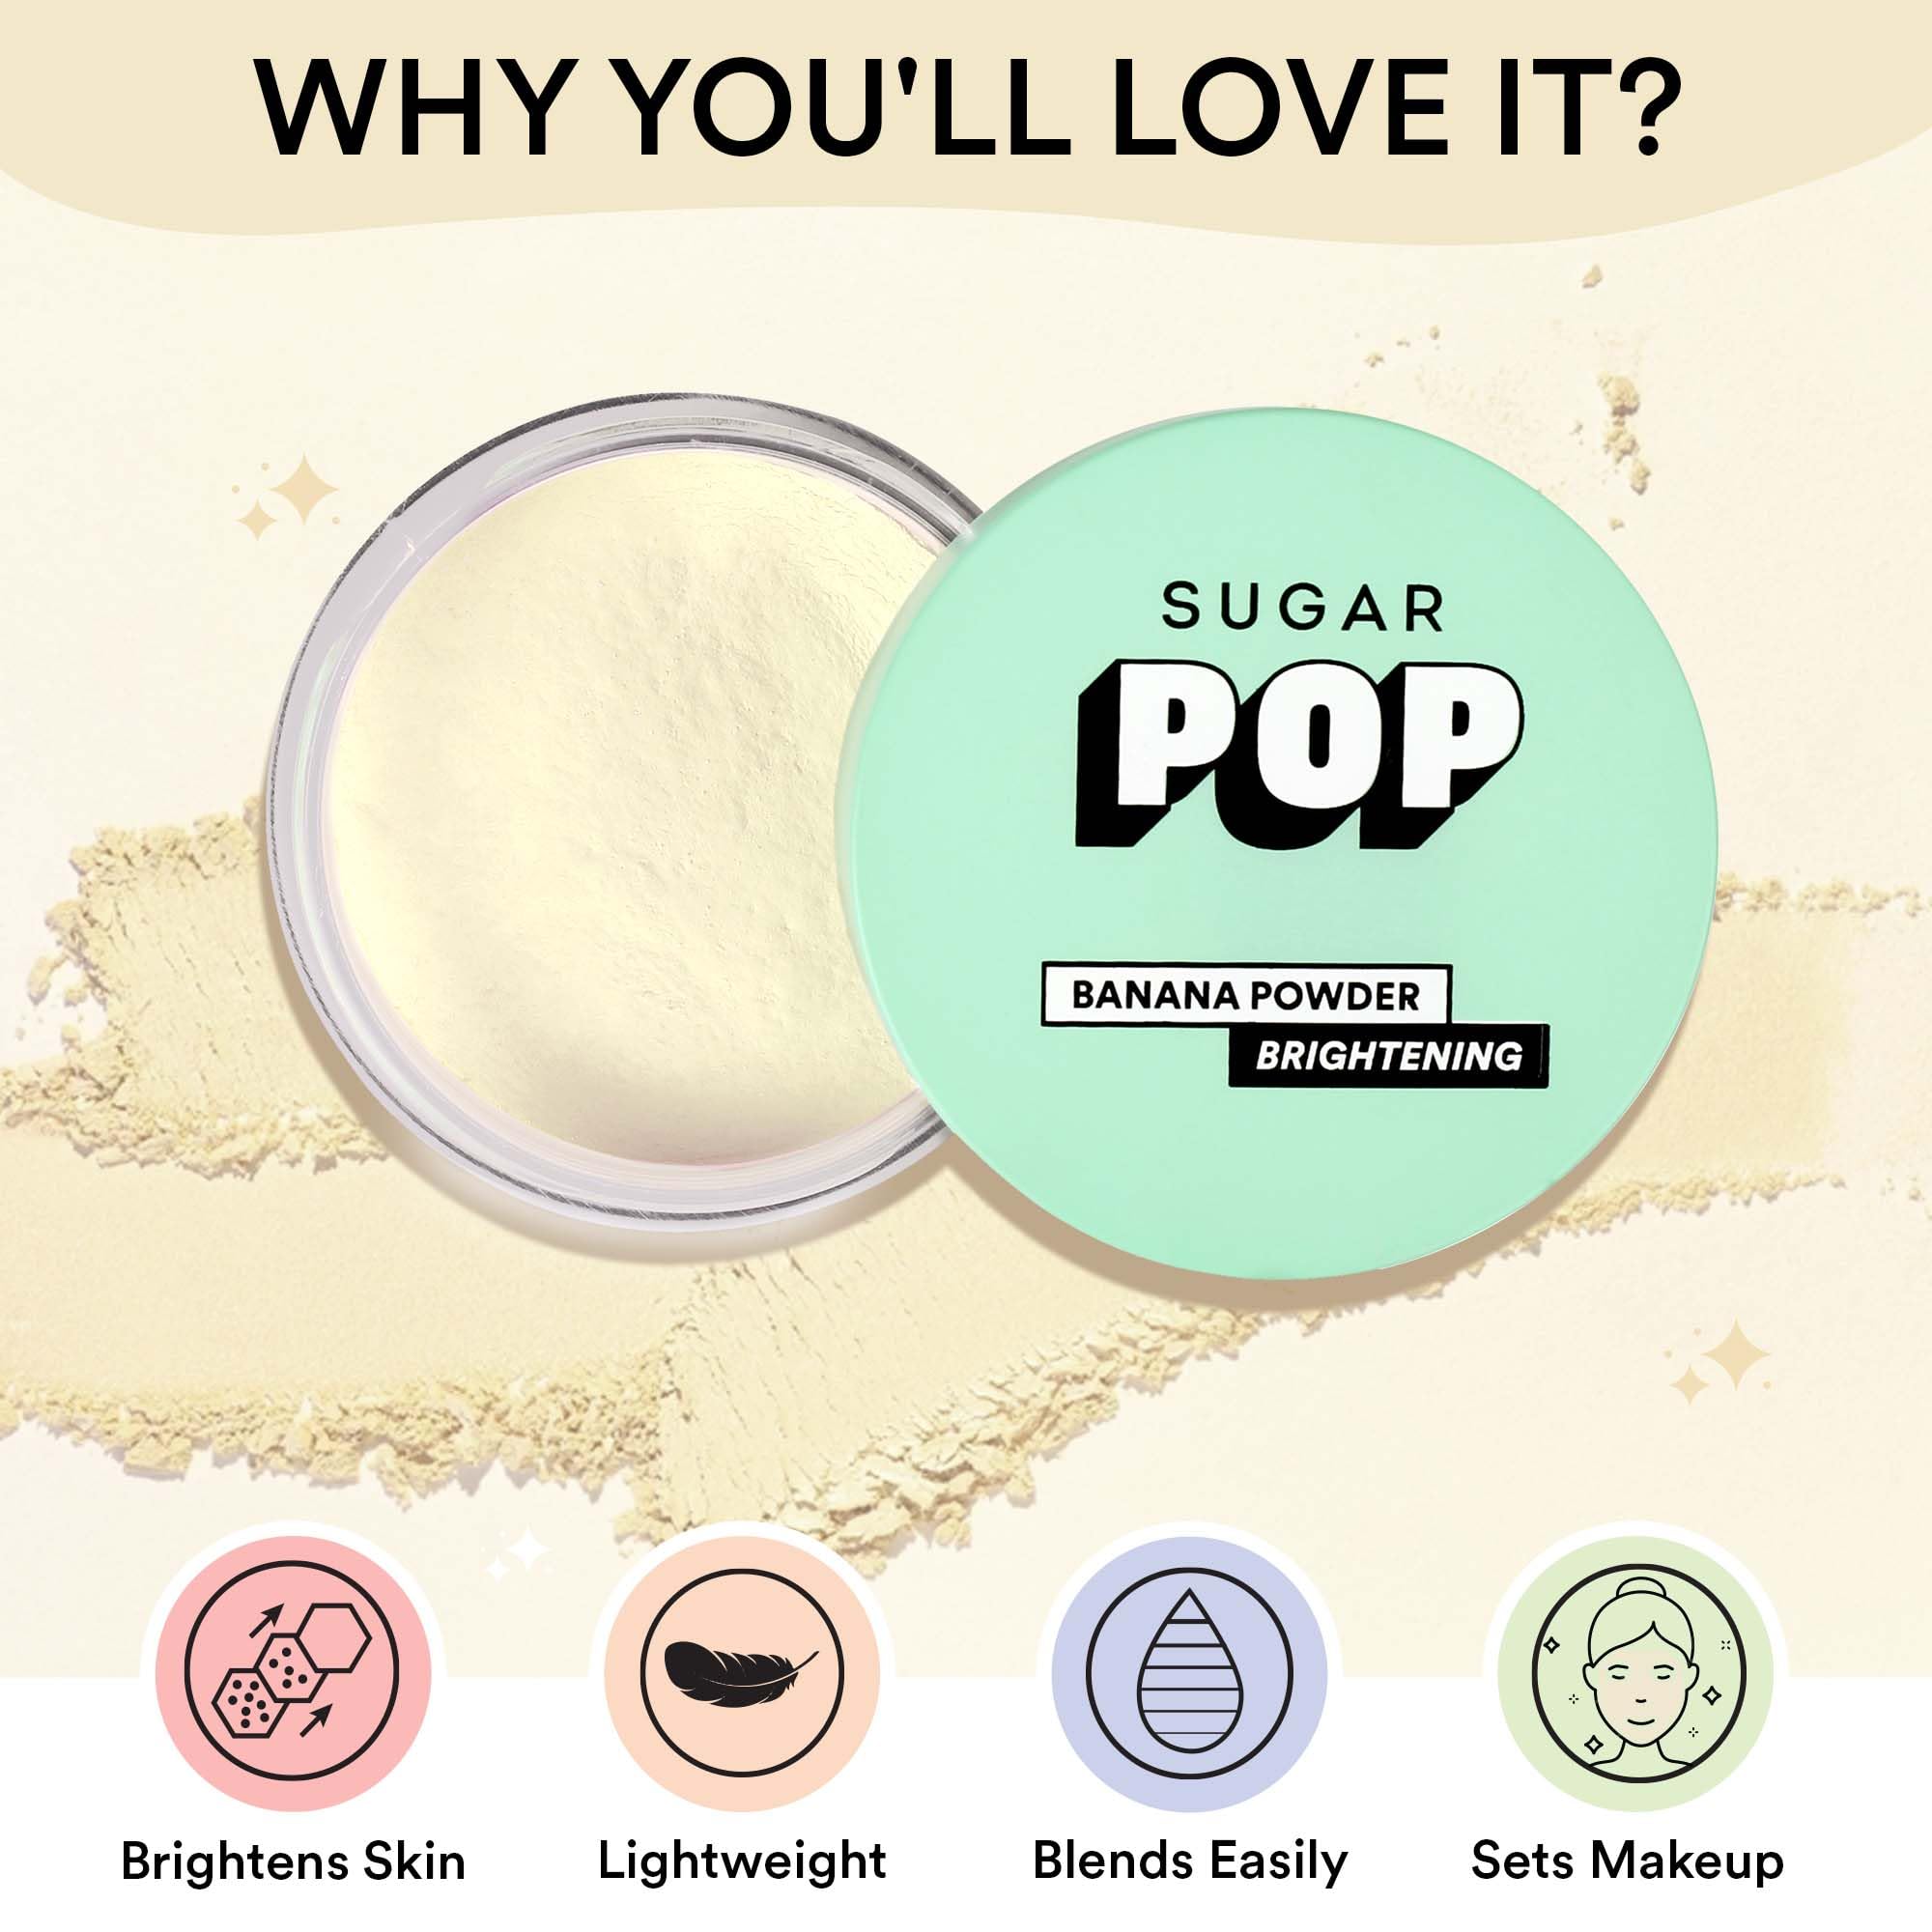 WHY YOU'LL LOVE IT?
SUGAR
POP
BANANA POWDER
BRIGHTENING
Brightens Skin
Lightweight
Blends Easily
Sets Makeup